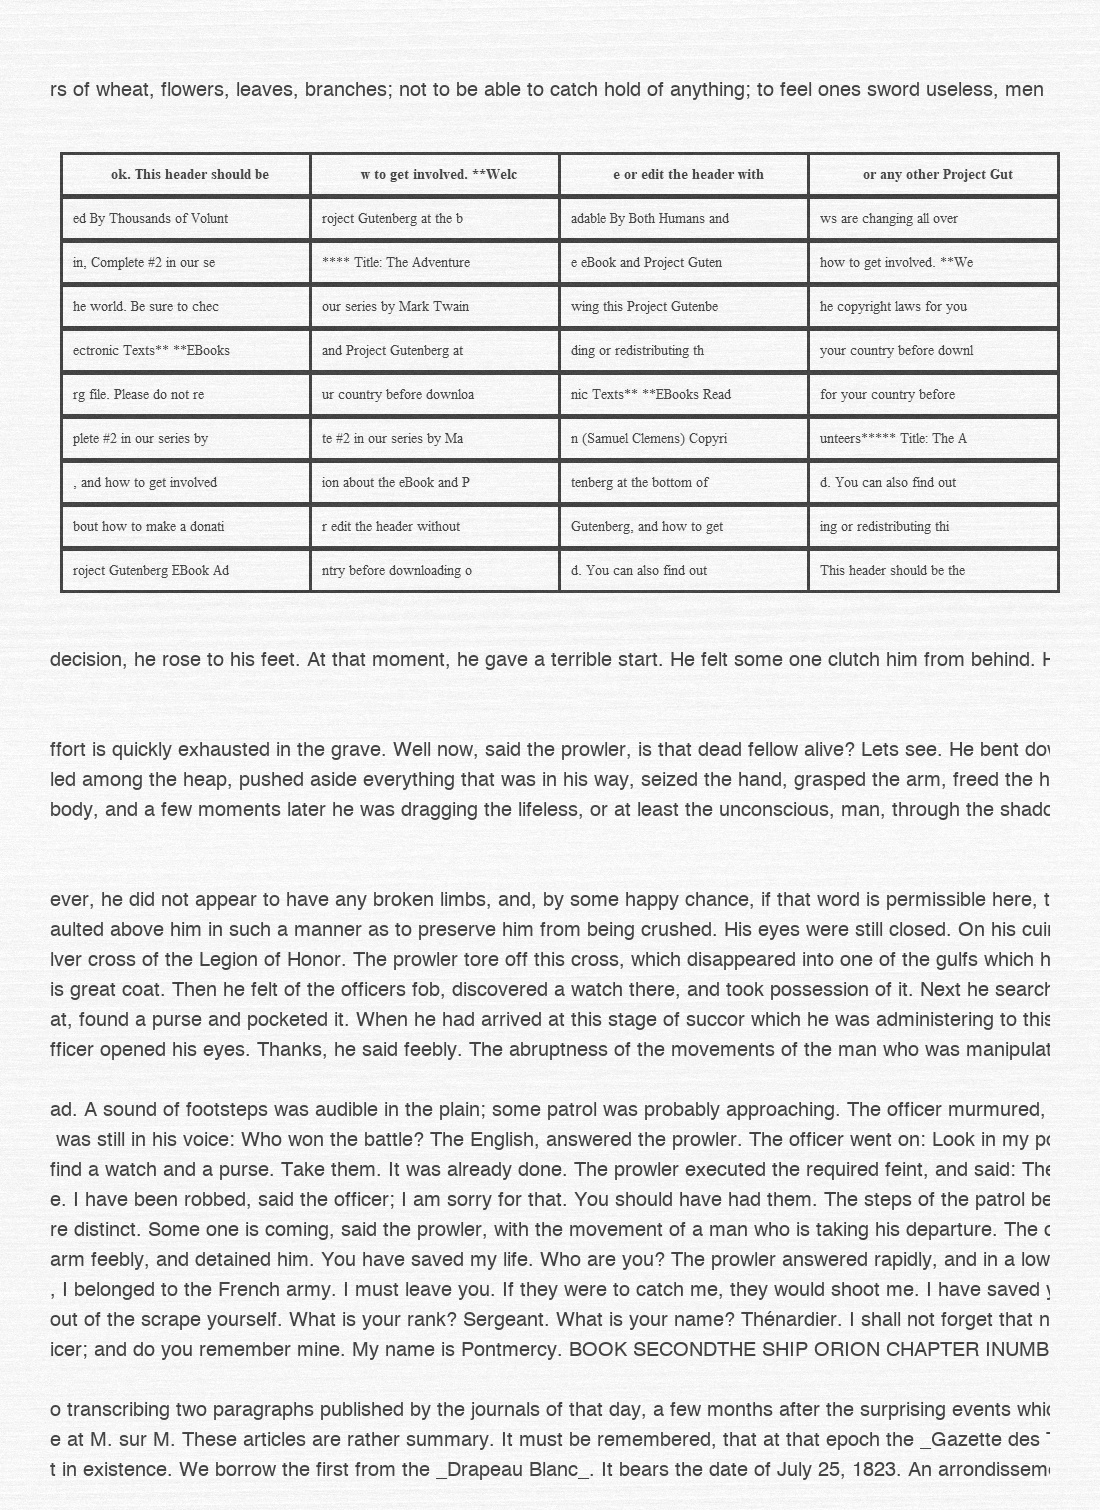 rs of wheat, flowers, leaves, branches; not to be able to catch hold of anything; to feel ones sword useless, men
ok. This header should be | w to get involved. **Welc | e or edit the header with | or any other Project Gut
ed By Thousands of Volunt | roject Gutenberg at the b | adable By Both Humans and | ws are changing all over
in, Complete #2 in our se | **** Title: The Adventure | e eBook and Project Guten | how to get involved. **We
he world. Be sure to chec | our series by Mark Twain | wing this Project Gutenbe | he copyright laws for you
ectronic Texts** **EBooks | and Project Gutenberg at | ding or redistributing th | your country before downl
rg file. Please do not re | ur country before downloa | nic Texts** **EBooks Read | for your country before
plete #2 in our series by | te #2 in our series by Ma | n (Samuel Clemens) Copyri | unteers***** Title: The A
, and how to get involved | ion about the eBook and P | tenberg at the bottom of | d. You can also find out
bout how to make a donati | r edit the header without | Gutenberg, and how to get | ing or redistributing thi
roject Gutenberg EBook Ad | ntry before downloading o | d. You can also find out | This header should be the
decision, he rose to his feet. At that moment, he gave a terrible start. He felt some one clutch him from behind.
ffort is quickly exhausted in the grave. Well now, said the prowler, is that dead fellow alive? Lets see. He bent
led among the heap, pushed aside everything that was in his way, seized the hand, grasped the arm, freed the h
body, and a few moments later he was dragging the lifeless, or at least the unconscious, man, through the
ever, he did not appear to have any broken limbs, and, by some happy chance, if that word is permissible here, t
aulted above him in such a manner as to preserve him from being crushed. His eyes were still closed. On his
lver cross of the Legion of Honor. The prowler tore off this cross, which disappeared into one of the gulfs which h
is great coat. Then he felt of the officers fob, discovered a watch there, and took possession of it. Next he search
at, found a purse and pocketed it. When he had arrived at this stage of succor which he was administering to this
fficer opened his eyes. Thanks, he said feebly. The abruptness of the movements of the man who was manipulat
ad. A sound of footsteps was audible in the plain; some patrol was probably approaching. The officer murmured,
was still in his voice: Who won the battle? The English, answered the prowler. The officer went on: Look in my
find a watch and a purse. Take them. It was already done. The prowler executed the required feint, and said: The
e. I have been robbed, said the officer; I am sorry for that. You should have had them. The steps of the patrol be
re distinct. Some one is coming, said the prowler, with the movement of a man who is taking his departure. The
arm feebly, and detained him. You have saved my life. Who are you? The prowler answered rapidly, and in a low
, I belonged to the French army. I must leave you. If they were to catch me, they would shoot me. I have saved
out of the scrape yourself. What is your rank? Sergeant. What is your name? Thénardier. I shall not forget that n
icer; and do you remember mine. My name is Pontmercy. BOOK SECONDTHE SHIP ORION CHAPTER INUMB
o transcribing two paragraphs published by the journals of that day, a few months after the surprising events
e at M. sur M. These articles are rather summary. It must be remembered, that at that epoch the _Gazette des
t in existence. We borrow the first from the _Drapeau Blanc_. It bears the date of July 25, 1823. An